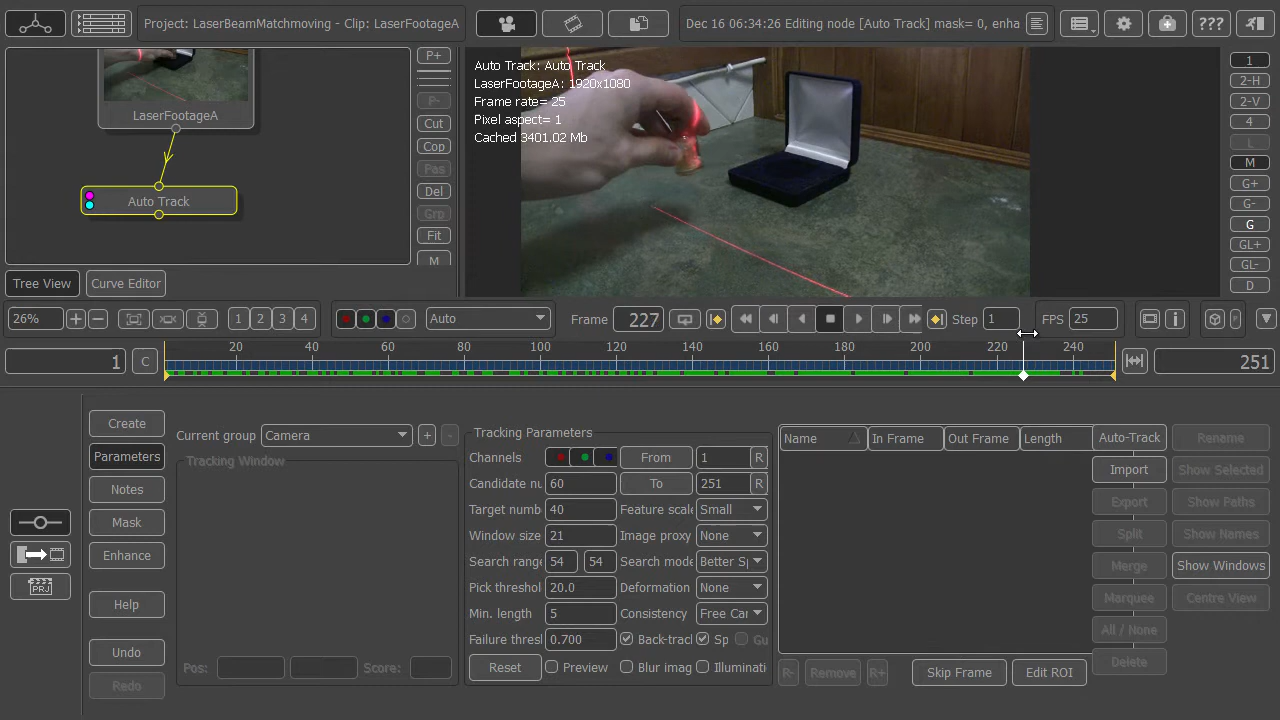 Project: LaserBeamMatchmoving - Clip: LaserFootageA
Dec 16 06:34:26 Editing node [Auto Track] mask= 0, enha
???
LaserFootageA
Auto Track
P+
P-
Cut
Cop
Pas
Del
Grp
Fit
M
Auto Track: Auto Track
LaserFootageA: 1920x1080
Frame rate= 25
Pixel aspect= 1
Cached 3401.02 Mb
1
2-H
2-V
4
L
M
G+
G-
G
GL+
GL-
D
Tree View
Curve Editor
26%
+
-
1 2 3 4
Auto
Frame 227
Step 1
FPS 25
1
C
20 40 60 80 100 120 140 160 180 200 220 240
251
Create
Parameters
Notes
Mask
Enhance
Help
Undo
Redo
PRJ
Current group Camera + -
Tracking Window
Pos:
Score:
Tracking Parameters
Channels
From 1 R
Candidate nu 60
To 251 R
Target numb 40
Feature scale Small
Window size 21
Image proxy None
Search range 54 54
Search mode Better Sp
Pick threshol 20.0
Deformation None
Min. length 5
Consistency Free Car
Failure thresl 0.700
Back-track
Sp
Gu
Reset
Preview
Blur imag
Illuminati
Name In Frame Out Frame Length
R- Remove R+
Skip Frame
Edit ROI
Auto-Track
Import
Export
Split
Merge
Marquee
All / None
Delete
Rename
Show Selected
Show Paths
Show Names
Show Windows
Centre View